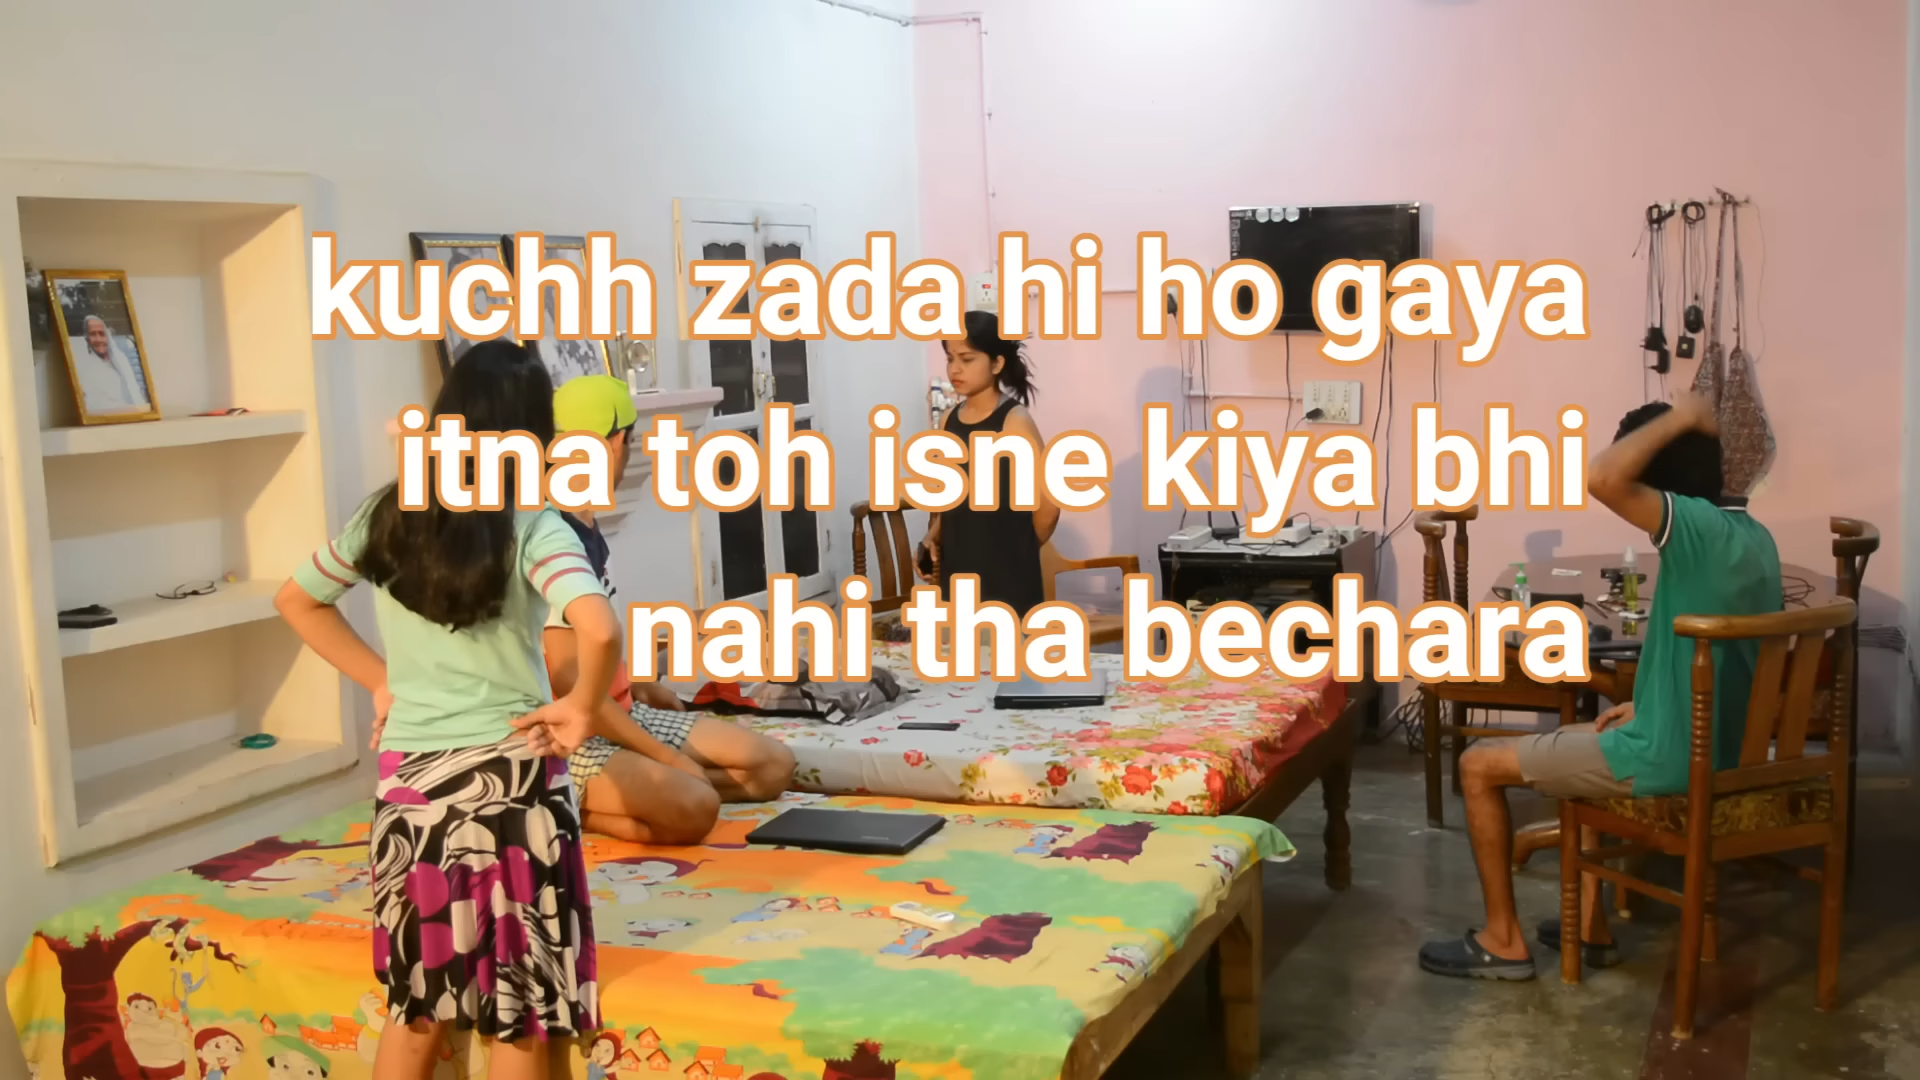 kuchh zada hi ho gaya
itna toh isne kiya bhi
nahi tha bechara